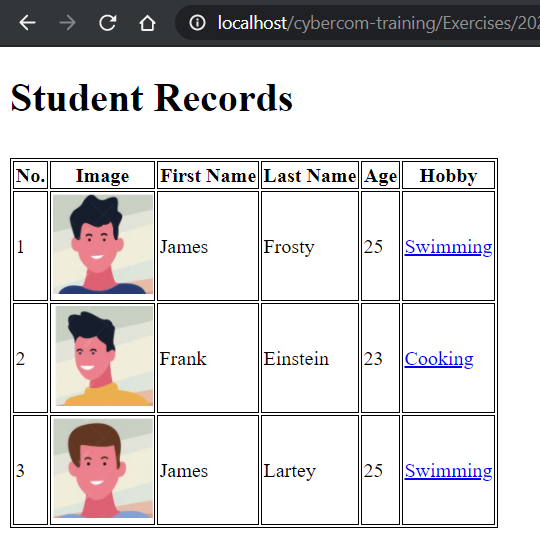 localhost/cybercom-training/Exercises/202
Student Records
No. Image First Name Last Name Age Hobby
1 James Frosty 25 Swimming
2 Frank Einstein 23 Cooking
3 James Lartey 25 Swimming